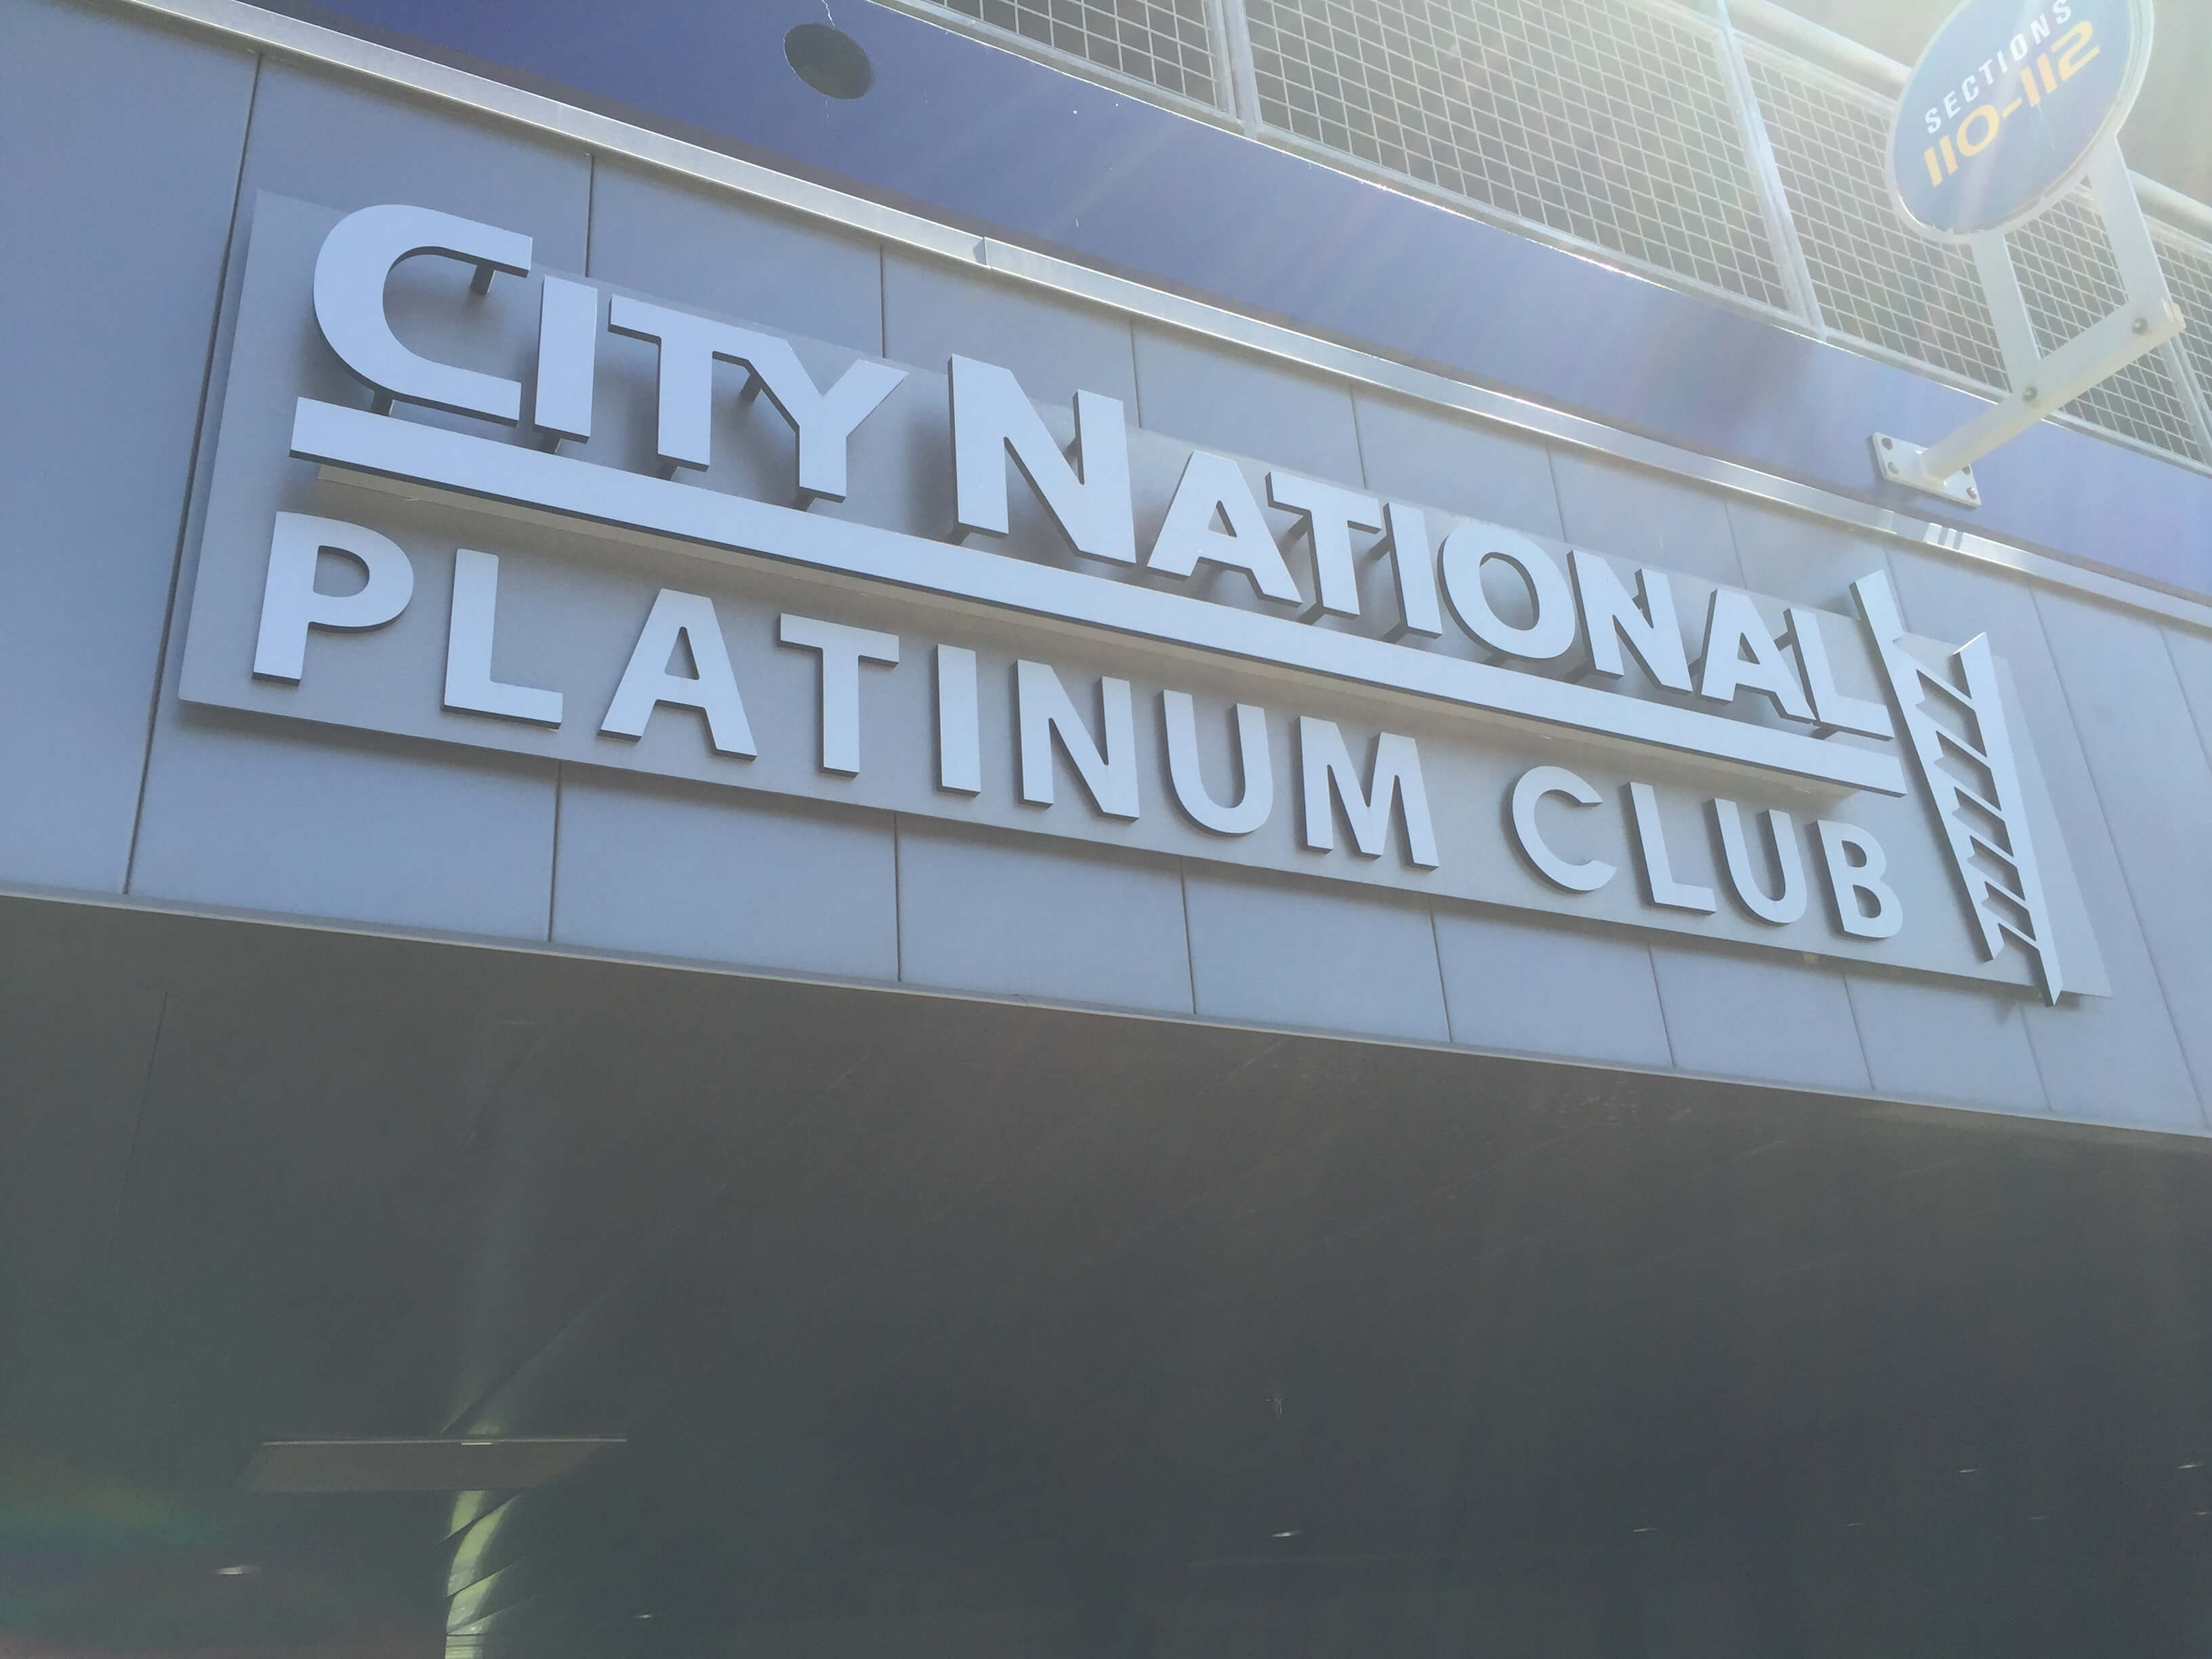 SECTIONS
110-112
CITY NATIONAL
PLATINUM CLUB